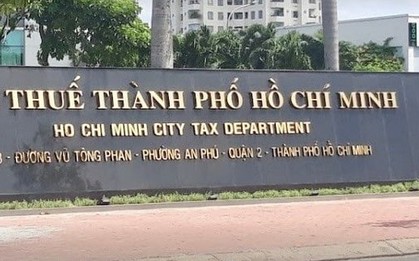 THUẾ THÀNH PHỐ HỒ CHÍ MINH
HO CHI MINH CITY TAX DEPARTMENT
- ĐƯỜNG VŨ TÔNG PHAN - PHƯỜNG AN PHÚ - QUẬN 2 - THÀNH PHỐ HỒ CHÍ MINH